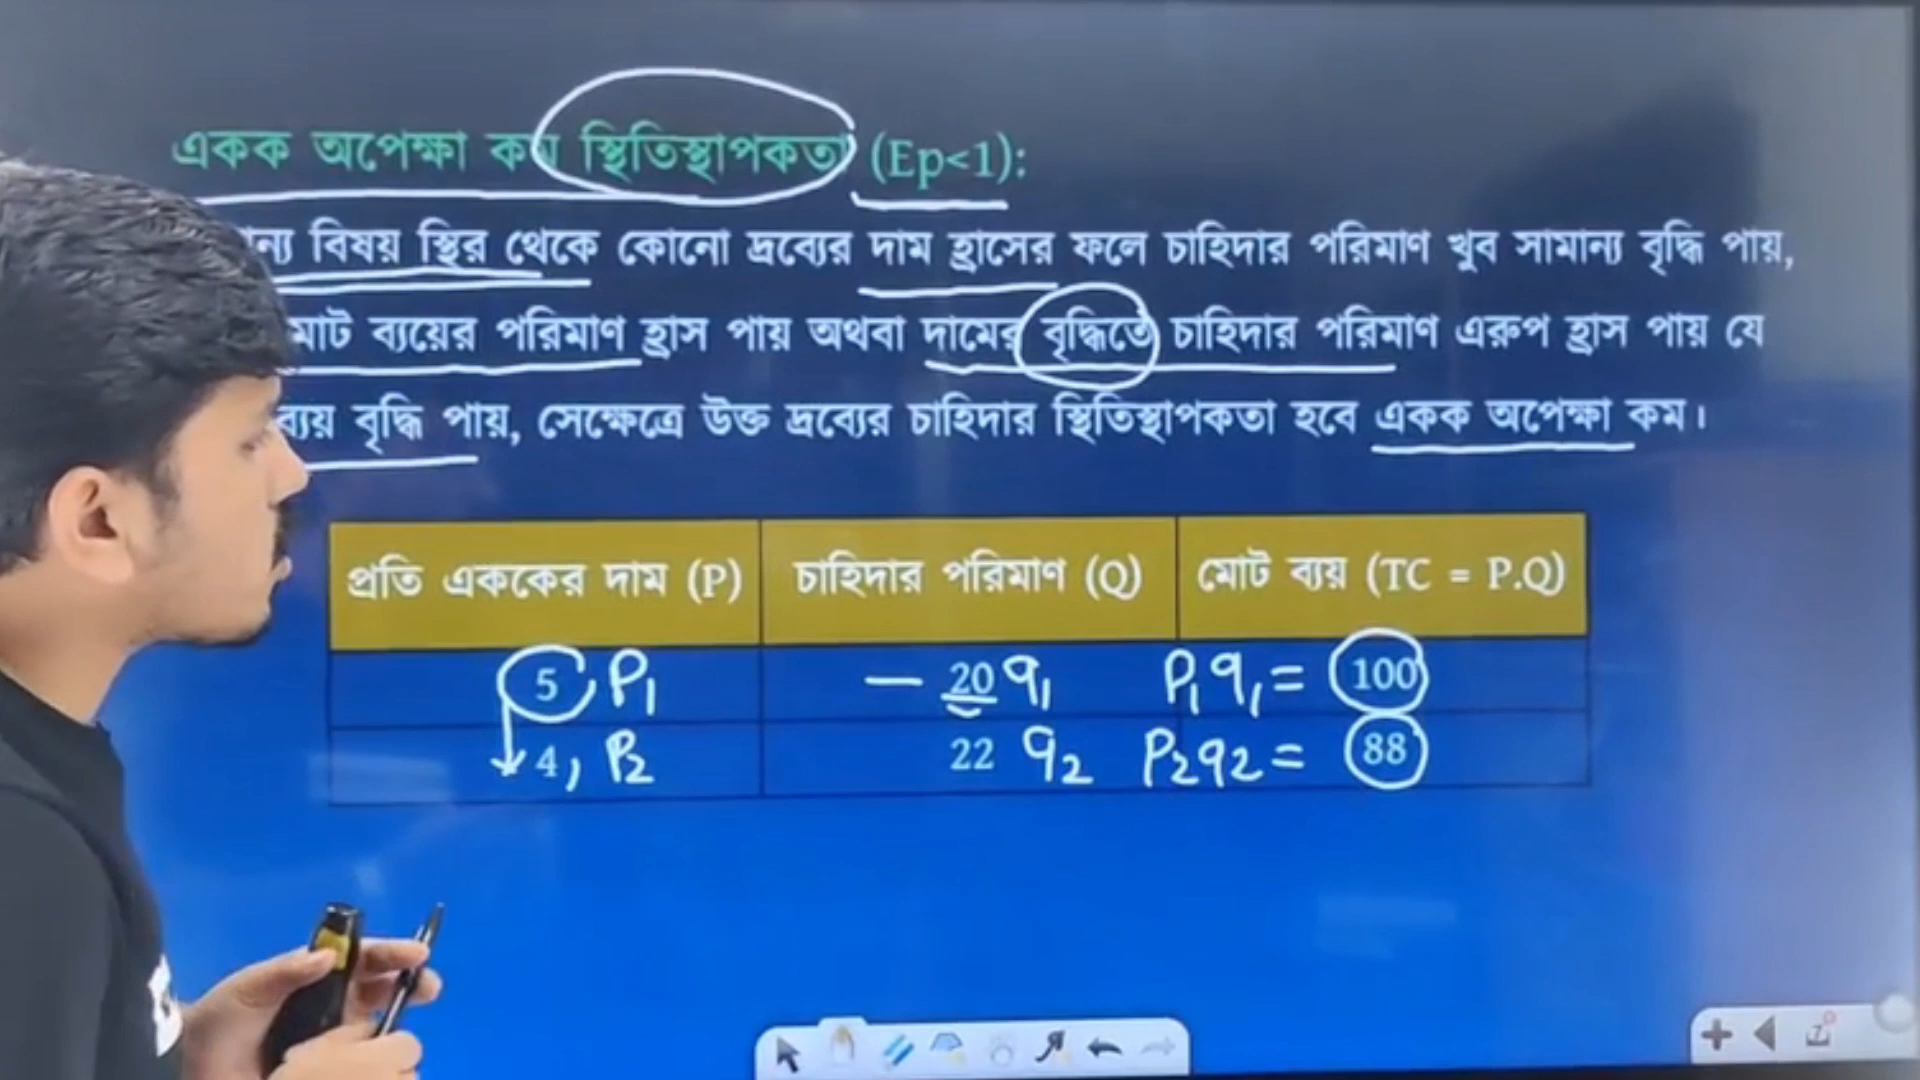 একক অপেক্ষা কম স্থিতিস্থাপকতা (Ep<1):
বিষয় স্থির থেকে কোনো দ্রব্যের দাম হ্রাসের ফলে চাহিদার পরিমাণ খুব সামান্য বৃদ্ধি পায়,
ব্যয়ের পরিমাণ হ্রাস পায় অথবা দামের বৃদ্ধিতে চাহিদার পরিমাণ এরুপ হ্রাস পায় যে
ব্যয় বৃদ্ধি পায়, সেক্ষেত্রে উক্ত দ্রব্যের চাহিদার স্থিতিস্থাপকতা হবে একক অপেক্ষা কম।
প্রতি এককের দাম (P) চাহিদার পরিমাণ (Q) মোট ব্যয় (TC = P.Q)
5, P₁ – 20 q₁ P₁q₁ = 100
4, P₂ 22 q₂ P₂q₂ = 88